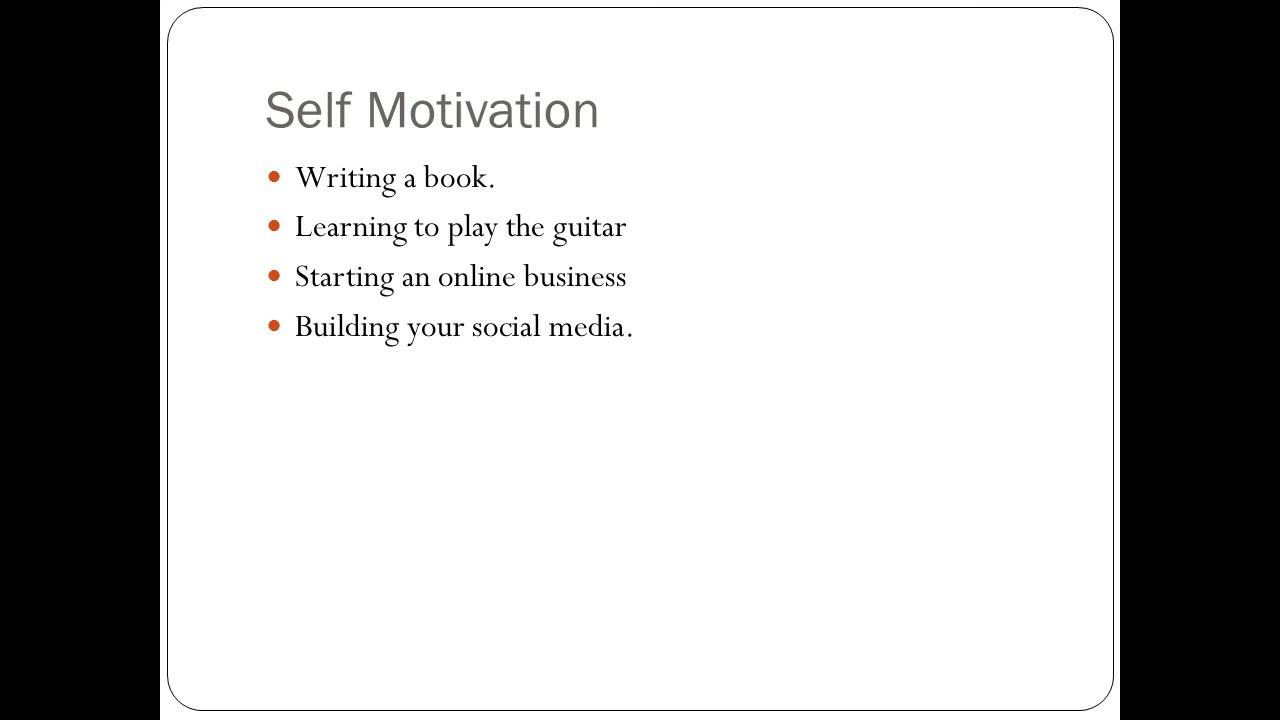 Self Motivation
Writing a book.
Learning to play the guitar
Starting an online business
Building your social media.